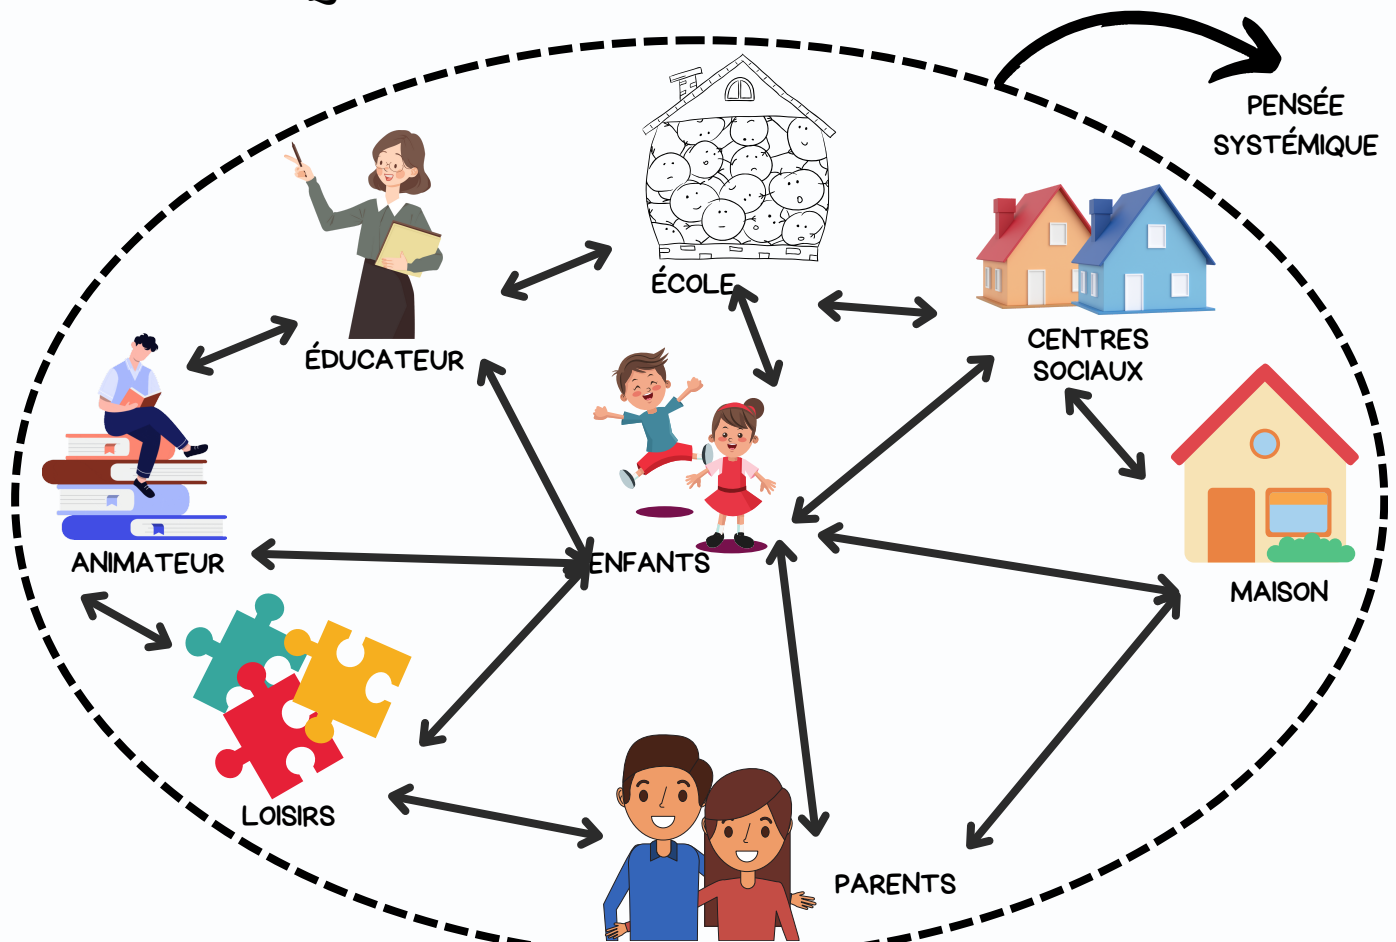 PENSÉE
SYSTÉMIQUE
ÉCOLE
CENTRES
SOCIAUX
ÉDUCATEUR
ANIMATEUR
ENFANTS
MAISON
LOISIRS
PARENTS